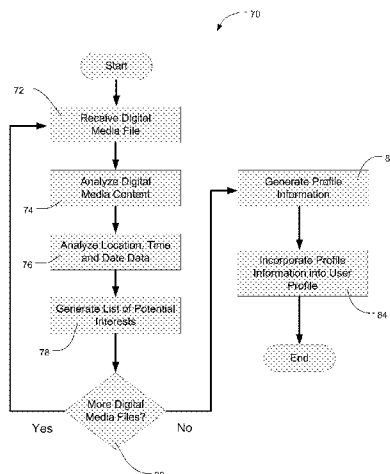 70
Start
72
Receive Digital
Media File
Analyze Digital
Media Content
74
Analyze Location, Time
and Date Data
76
Generate List of Potential
Interests
78
More Digital
Media Files?
Yes
No
Generate Profile
Information
Incorporate Profile
Information into User
Profile
84
End